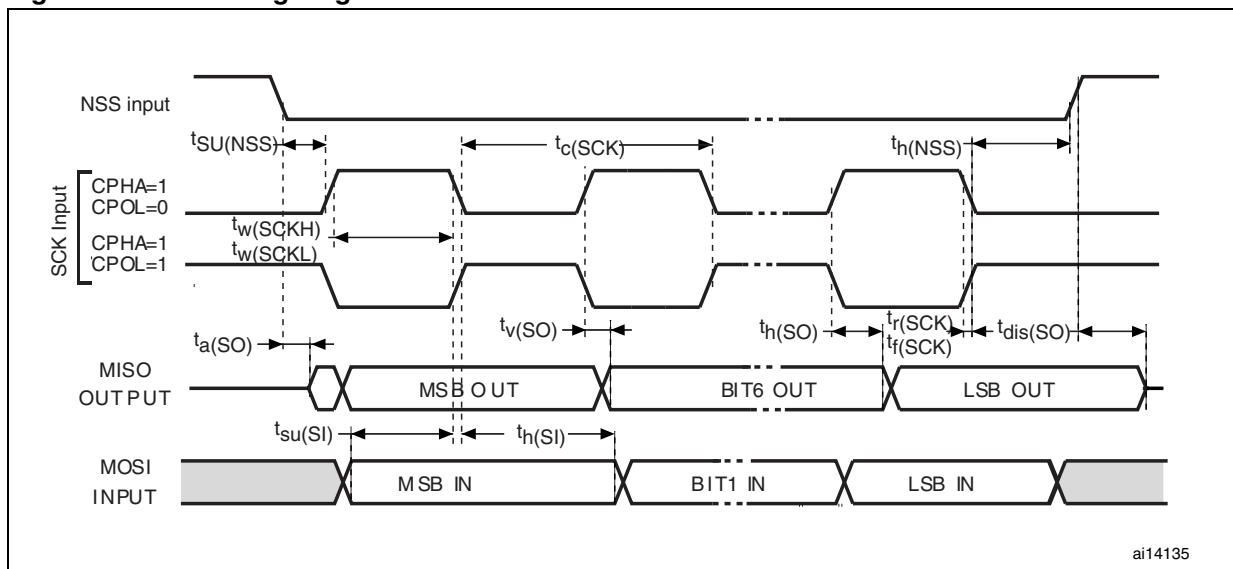 NSS input
tSU(NSS)
tc(SCK)
th(NSS)
SCK Input
CPHA=1
CPOL=0
tw(SCKH)
tw(SCKL)
CPHA=1
CPOL=1
ta(SO)
tv(SO)
th(SO)
tr(SCK)
tf(SCK)
tdis(SO)
MISO
OUTPUT
MSB OUT
BIT6 OUT
LSB OUT
tsu(SI)
th(SI)
MOSI
INPUT
MSB IN
BIT1 IN
LSB IN
ai14135